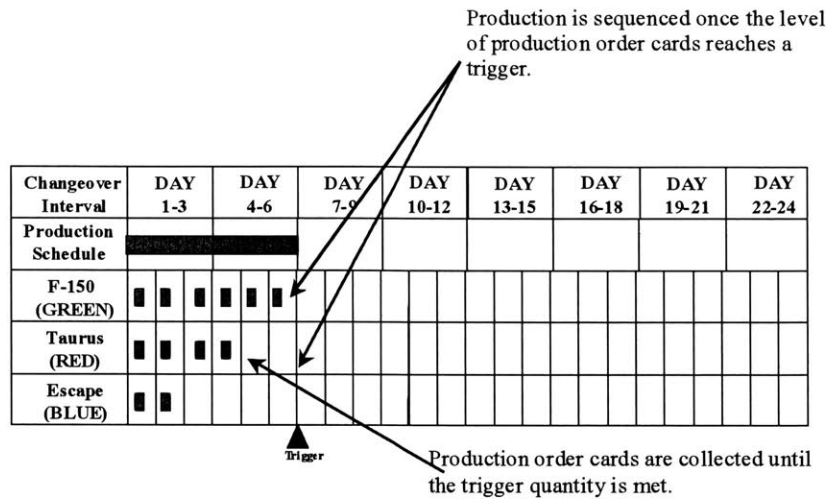 Production is sequenced once the level
of production order cards reaches a
trigger.
Changeover Interval DAY 1-3 DAY 4-6 DAY 7-9 DAY 10-12 DAY 13-15 DAY 16-18 DAY 19-21 DAY 22-24
Production Schedule
F-150 (GREEN)
Taurus (RED)
Escape (BLUE)
Trigger
Production order cards are collected until
the trigger quantity is met.